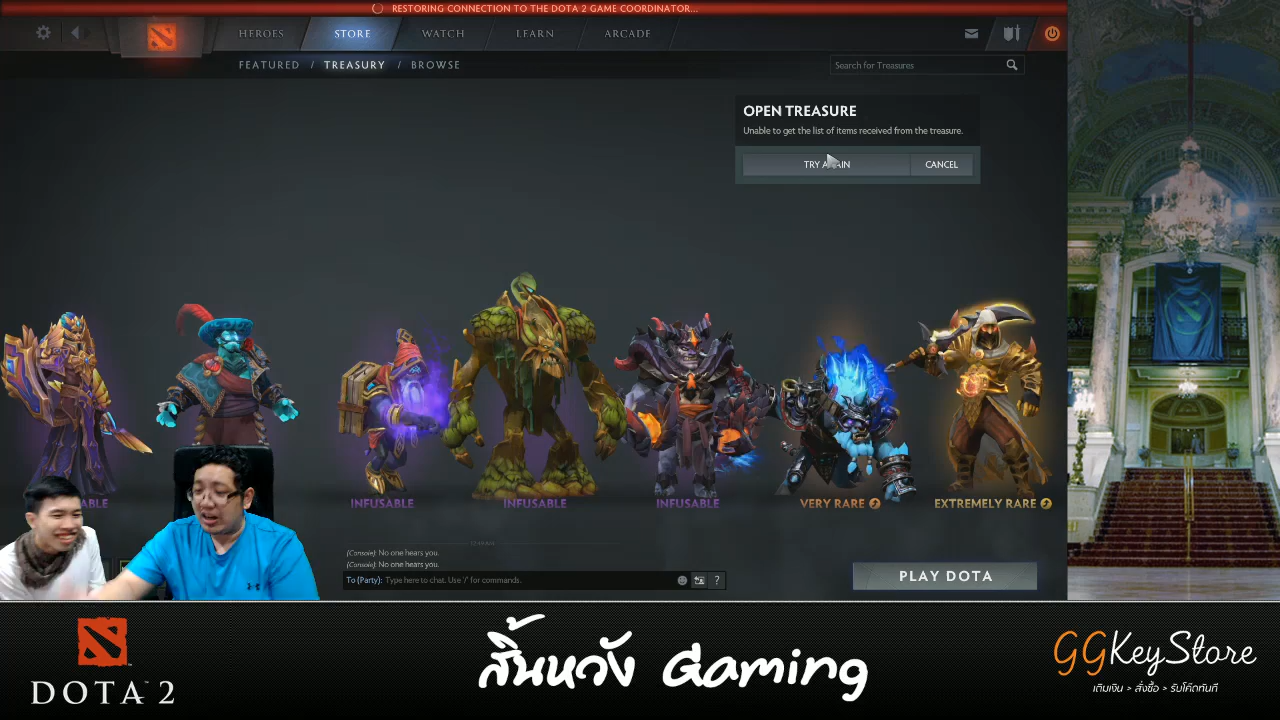 RESTORING CONNECTION TO THE DOTA 2 GAME COORDINATOR...
HEROES STORE WATCH LEARN ARCADE
FEATURED / TREASURY / BROWSE
Search for Treasures
OPEN TREASURE
Unable to get the list of items received from the treasure.
TRY AGAIN CANCEL
ABLE INFUSABLE INFUSABLE INFUSABLE VERY RARE EXTREMELY RARE
[Console]: No one hears you.
[Console]: No one hears you.
To (Party): Type here to chat. Use '/' for commands. ?
PLAY DOTA
DOTA 2
สิ้นหวัง Gaming
GGKeyStore
เติมเงิน > สั่งซื้อ > รับโค๊ดทันที